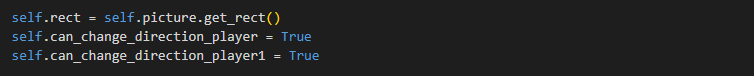 self.rect = self.picture.get_rect()
self.can_change_direction_player = True
self.can_change_direction_player1 = True